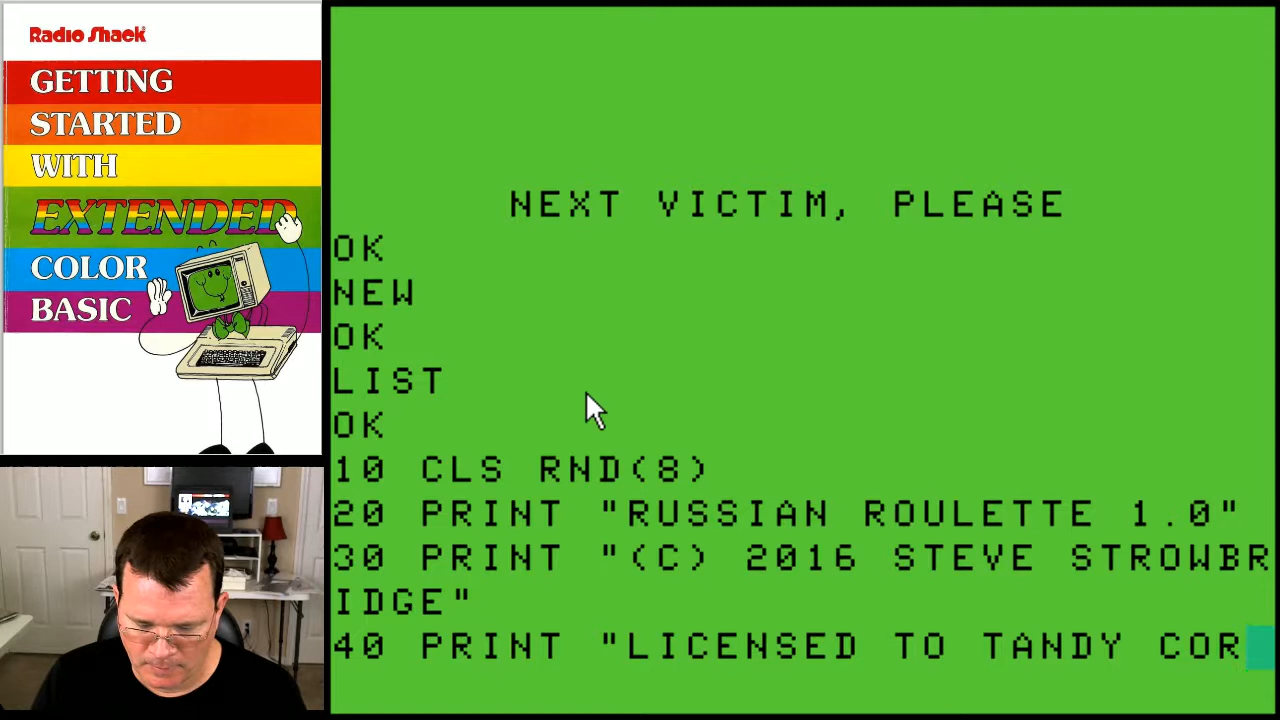 Radio Shack
GETTING
STARTED
WITH
EXTENDED
COLOR
BASIC
NEXT VICTIM, PLEASE
OK
NEW
OK
LIST
OK
10 CLS RND(8)
20 PRINT "RUSSIAN ROULETTE 1.0"
30 PRINT "(C) 2016 STEVE STROWBR
IDGE"
40 PRINT "LICENSED TO TANDY COR